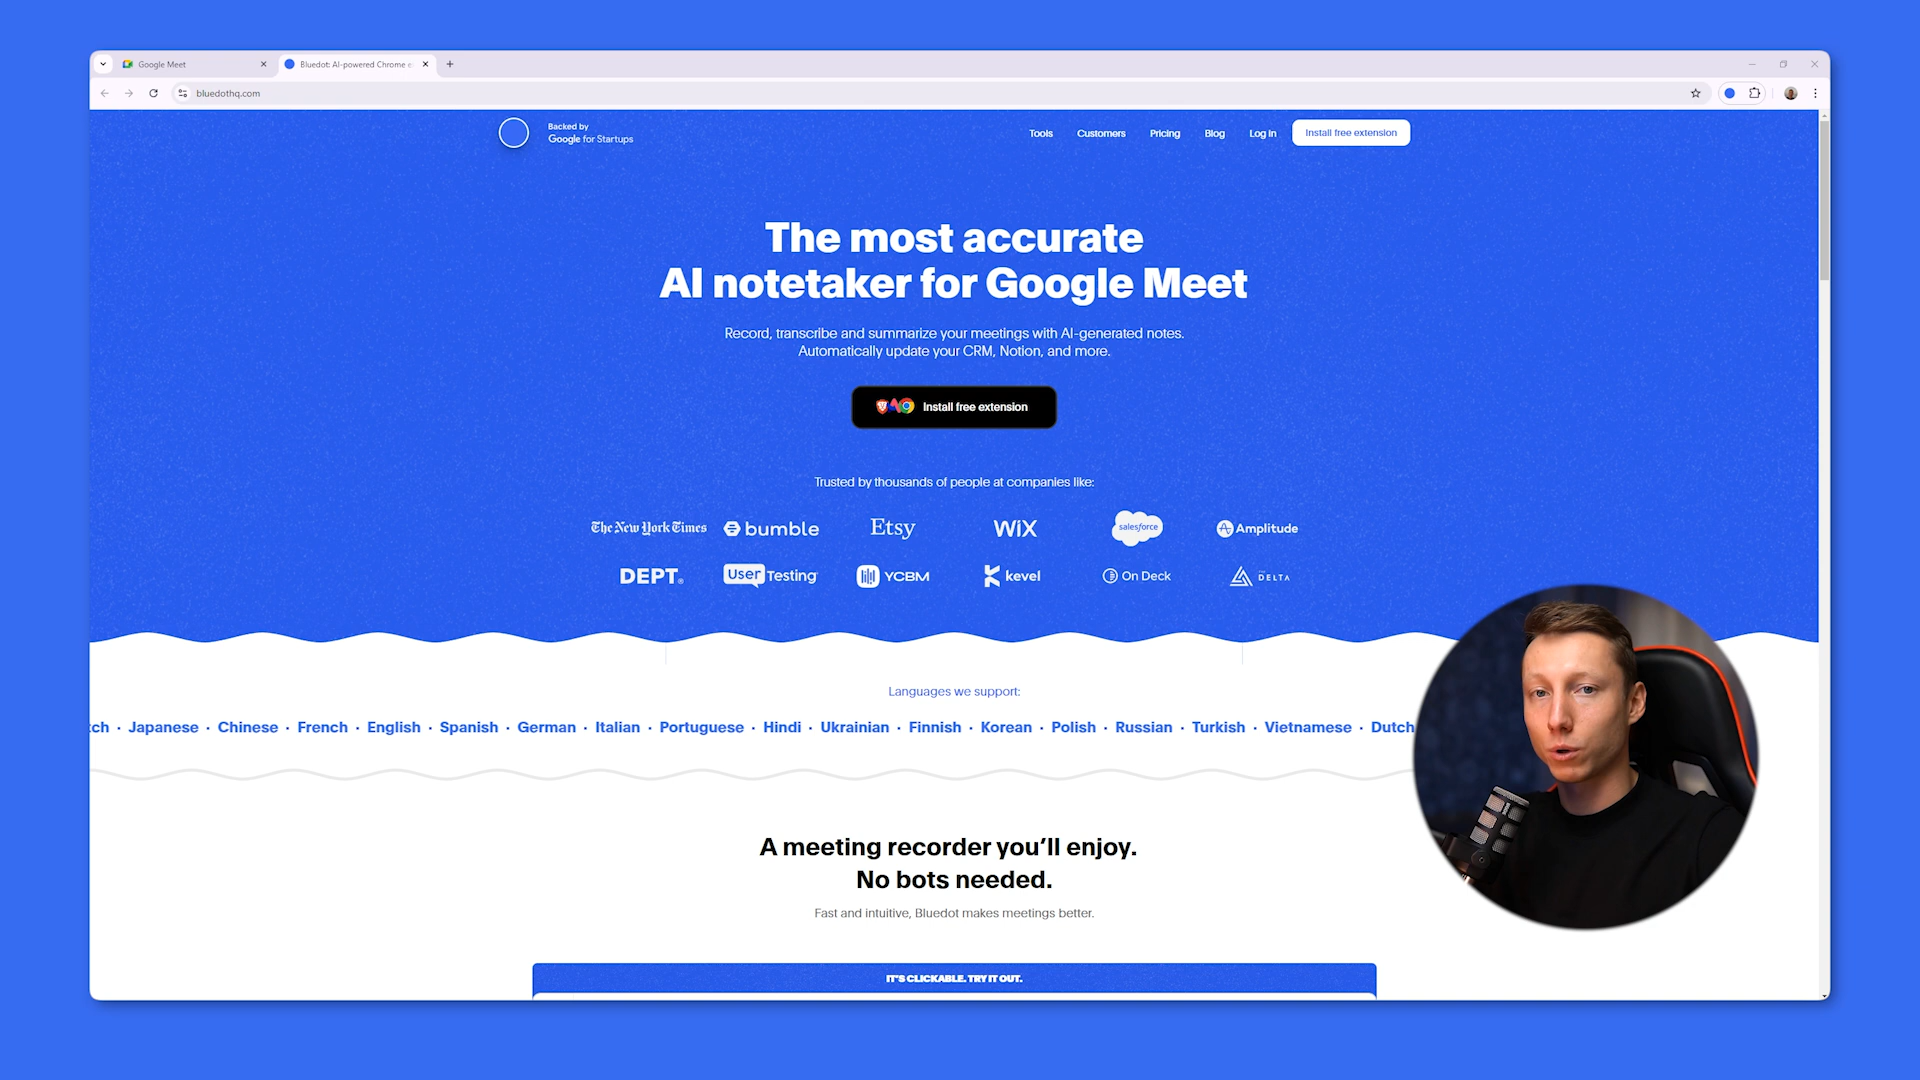 Google Meet
Bluedot: AI-powered Chrome e
bluedothq.com
Backed by
Google for Startups
Tools
Customers
Pricing
Blog
Log in
Install free extension
The most accurate
AI notetaker for Google Meet
Record, transcribe and summarize your meetings with AI-generated notes.
Automatically update your CRM, Notion, and more.
Install free extension
Trusted by thousands of people at companies like:
The New York Times
bumble
Etsy
WiX
salesforce
Amplitude
DEPT®
UserTesting
YCBM
kevel
On Deck
THE DELTA
Languages we support:
ch · Japanese · Chinese · French · English · Spanish · German · Italian · Portuguese · Hindi · Ukrainian · Finnish · Korean · Polish · Russian · Turkish · Vietnamese · Dutch
A meeting recorder you’ll enjoy.
No bots needed.
Fast and intuitive, Bluedot makes meetings better.
IT'S CLICKABLE. TRY IT OUT.